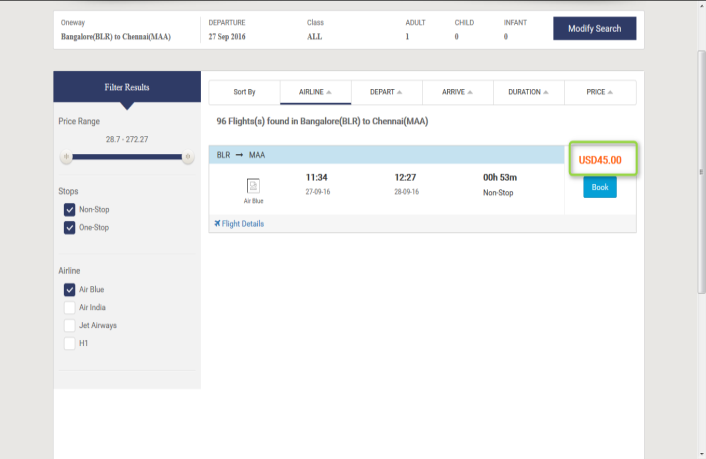 Oneway DEPARTURE Class ADULT CHILD INFANT
Bangalore(BLR) to Chennai(MAA) 27 Sep 2016 ALL 1 0 0
Modify Search
Filter Results
Price Range
28.7 - 272.27
Stops
Non-Stop
One-Stop
Airline
Air Blue
Air India
Jet Airways
H1
Sort By AIRLINE DEPART ARRIVE DURATION PRICE
96 Flights(s) found in Bangalore(BLR) to Chennai(MAA)
BLR → MAA
USD45.00
11:34 12:27 00h 53m
27-09-16 28-09-16 Non-Stop
Air Blue
Book
Flight Details